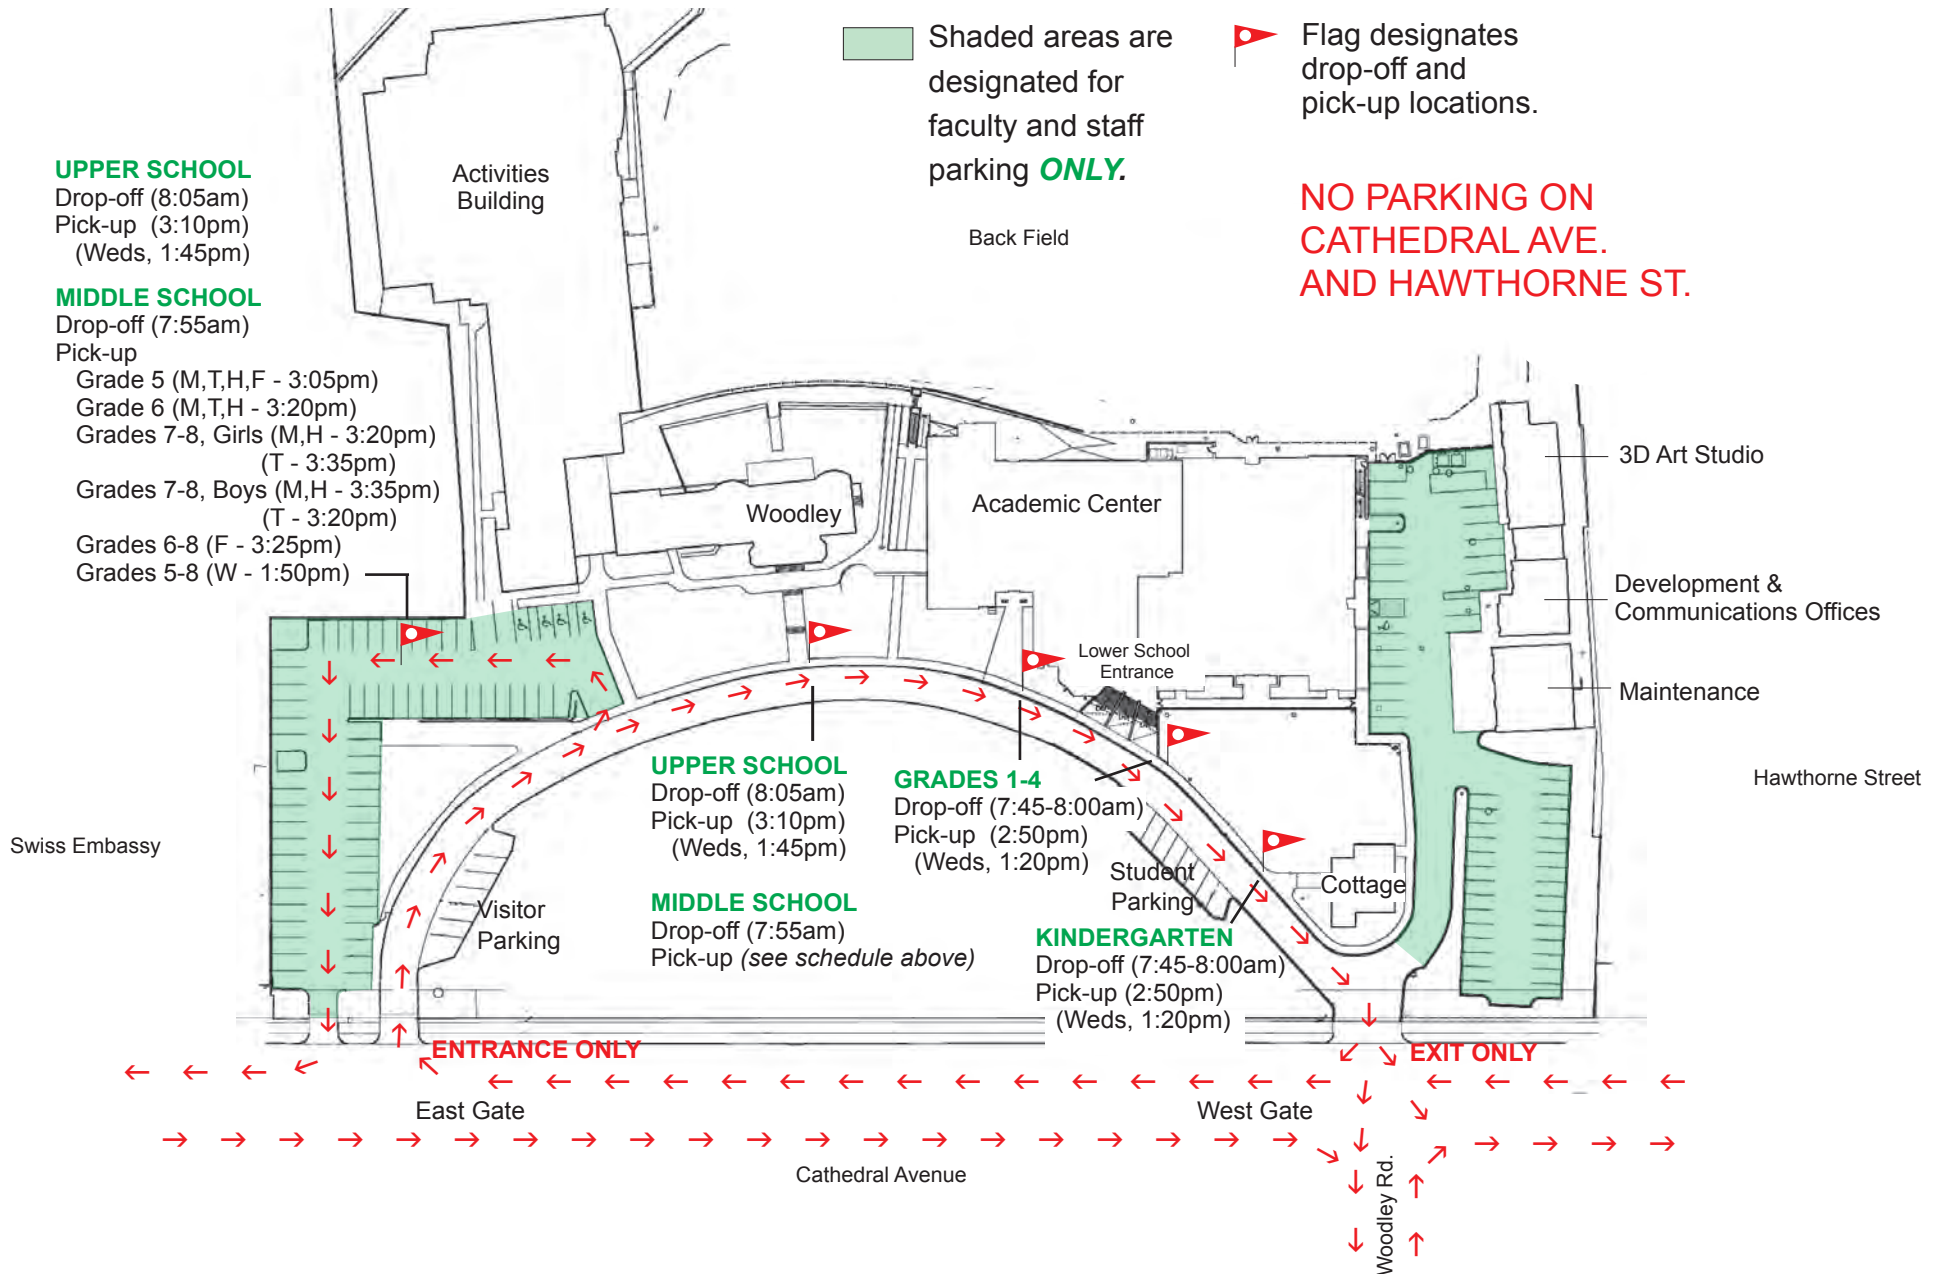 Shaded areas are
designated for
faculty and staff
parking ONLY.
Flag designates
drop-off and
pick-up locations.
NO PARKING ON
CATHEDRAL AVE.
AND HAWTHORNE ST.
UPPER SCHOOL
Drop-off (8:05am)
Pick-up (3:10pm)
(Weds, 1:45pm)
MIDDLE SCHOOL
Drop-off (7:55am)
Pick-up
Grade 5 (M,T,H,F - 3:05pm)
Grade 6 (M,T,H - 3:20pm)
Grades 7-8, Girls (M,H - 3:20pm)
(T - 3:35pm)
Grades 7-8, Boys (M,H - 3:35pm)
(T - 3:20pm)
Grades 6-8 (F - 3:25pm)
Grades 5-8 (W - 1:50pm)
Activities
Building
Back Field
Woodley
Academic Center
3D Art Studio
Development &
Communications Offices
Maintenance
Lower School
Entrance
Hawthorne Street
Swiss Embassy
Visitor
Parking
UPPER SCHOOL
Drop-off (8:05am)
Pick-up (3:10pm)
(Weds, 1:45pm)
MIDDLE SCHOOL
Drop-off (7:55am)
Pick-up (see schedule above)
GRADES 1-4
Drop-off (7:45-8:00am)
Pick-up (2:50pm)
(Weds, 1:20pm)
Student
Parking
Cottage
KINDERGARTEN
Drop-off (7:45-8:00am)
Pick-up (2:50pm)
(Weds, 1:20pm)
ENTRANCE ONLY
EXIT ONLY
East Gate
West Gate
Cathedral Avenue
Woodley Rd.